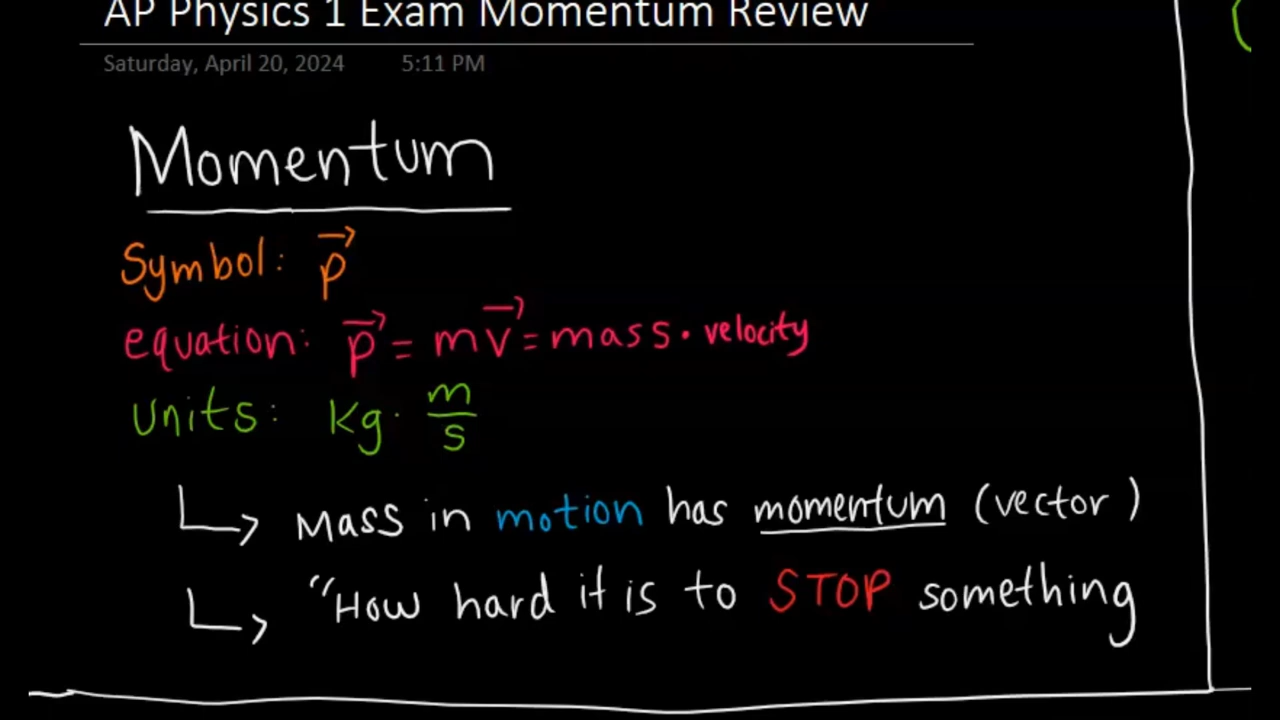 AP Physics 1 Exam Momentum Review
Saturday, April 20, 2024 5:11 PM
Momentum
Symbol: p⃗
equation: p⃗ = mv⃗ = mass · velocity
Units: kg · m/s
↳ Mass in motion has momentum (vector)
↳ "How hard it is to STOP something